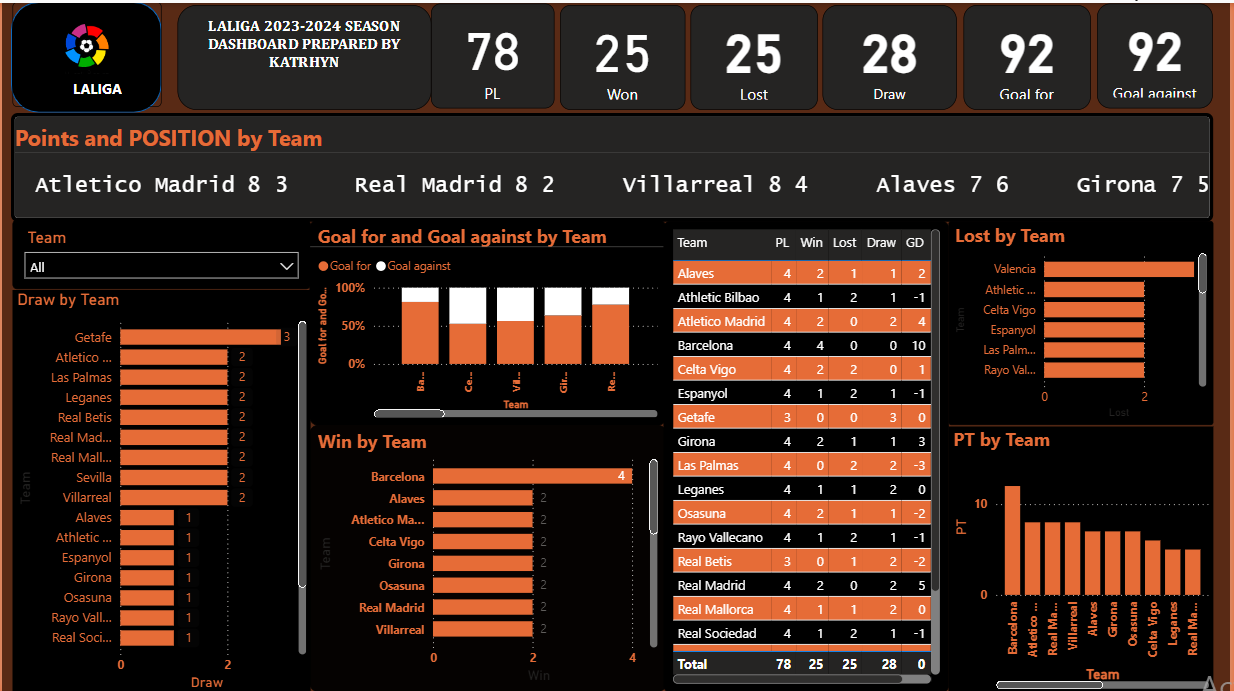 LALIGA
LALIGA 2023-2024 SEASON
DASHBOARD PREPARED BY
KATRHYN
78
PL
25
Won
25
Lost
28
Draw
92
Goal for
92
Goal against
Points and POSITION by Team
Atletico Madrid 8 3
Real Madrid 8 2
Villarreal 8 4
Alaves 7 6
Girona 7 5
Team
All
Draw by Team
Team
Getafe 3
Atletico ... 2
Las Palmas 2
Leganes 2
Real Betis 2
Real Mad... 2
Real Mall... 2
Sevilla 2
Villarreal 2
Alaves 1
Athletic ... 1
Espanyol 1
Girona 1
Osasuna 1
Rayo Vall... 1
Real Soci... 1
0 2
Draw
Goal for and Goal against by Team
Goal for Goal against
Goal for and Go...
100%
50%
0%
Ba...
Ce...
Vil...
Gir...
Re...
Team
Win by Team
Team
Barcelona 4
Alaves 2
Atletico Ma... 2
Celta Vigo 2
Girona 2
Osasuna 2
Real Madrid 2
Villarreal 2
0 2 4
Win
Team PL Win Lost Draw GD
Alaves 4 2 1 1 2
Athletic Bilbao 4 1 2 1 -1
Atletico Madrid 4 2 0 2 4
Barcelona 4 4 0 0 10
Celta Vigo 4 2 2 0 1
Espanyol 4 1 2 1 -1
Getafe 3 0 0 3 0
Girona 4 2 1 1 3
Las Palmas 4 0 2 2 -3
Leganes 4 1 1 2 0
Osasuna 4 2 1 1 -2
Rayo Vallecano 4 1 2 1 -1
Real Betis 3 0 1 2 -2
Real Madrid 4 2 0 2 5
Real Mallorca 4 1 1 2 0
Real Sociedad 4 1 2 1 -1
Total 78 25 25 28 0
Lost by Team
Team
Valencia
Athletic ...
Celta Vigo
Espanyol
Las Palm...
Rayo Val...
0 2
Lost
PT by Team
PT
10
0
Barcelona
Atletico ...
Real Ma...
Villarreal
Alaves
Girona
Osasuna
Celta Vigo
Leganes
Real Ma...
Team